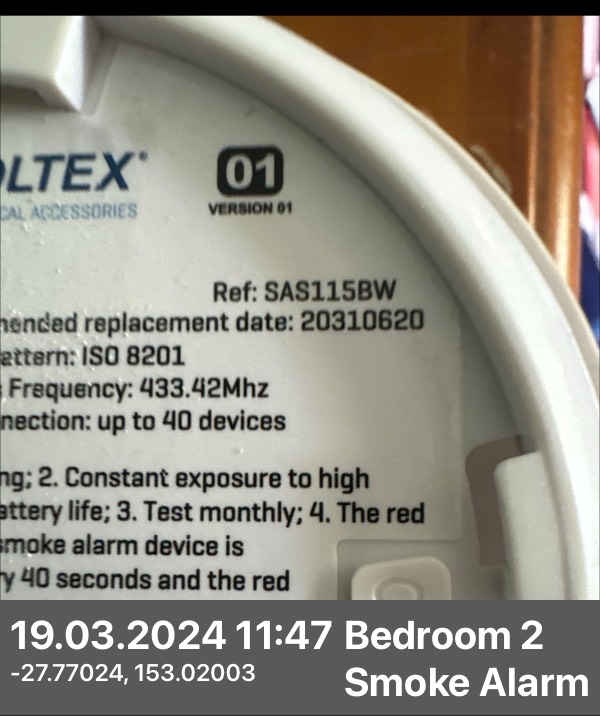 OLTEX
CAL ACCESSORIES
01
VERSION 01
Ref: SAS115BW
ended replacement date: 20310620
attern: ISO 8201
Frequency: 433.42Mhz
nection: up to 40 devices
ng; 2. Constant exposure to high
attery life; 3. Test monthly; 4. The red
smoke alarm device is
y 40 seconds and the red
19.03.2024 11:47
-27.77024, 153.02003
Bedroom 2
Smoke Alarm